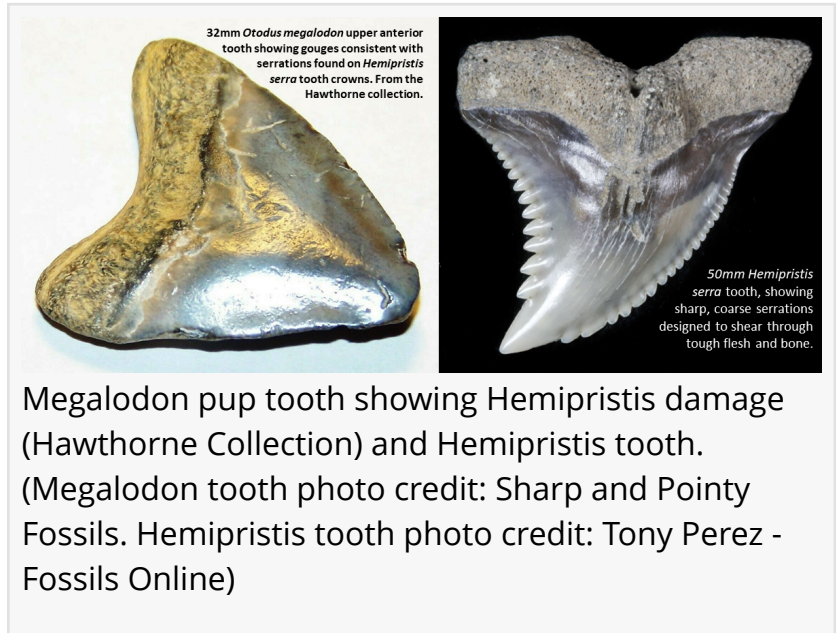 32mm Otodus megalodon upper anterior
tooth showing gouges consistent with
serrations found on Hemipristis
serra tooth crowns. From the
Hawthorne collection.
50mm Hemipristis
serra tooth, showing
sharp, coarse serrations
designed to shear through
tough flesh and bone.
Megalodon pup tooth showing Hemipristis damage
(Hawthorne Collection) and Hemipristis tooth.
(Megalodon tooth photo credit: Sharp and Pointy
Fossils. Hemipristis tooth photo credit: Tony Perez -
Fossils Online)